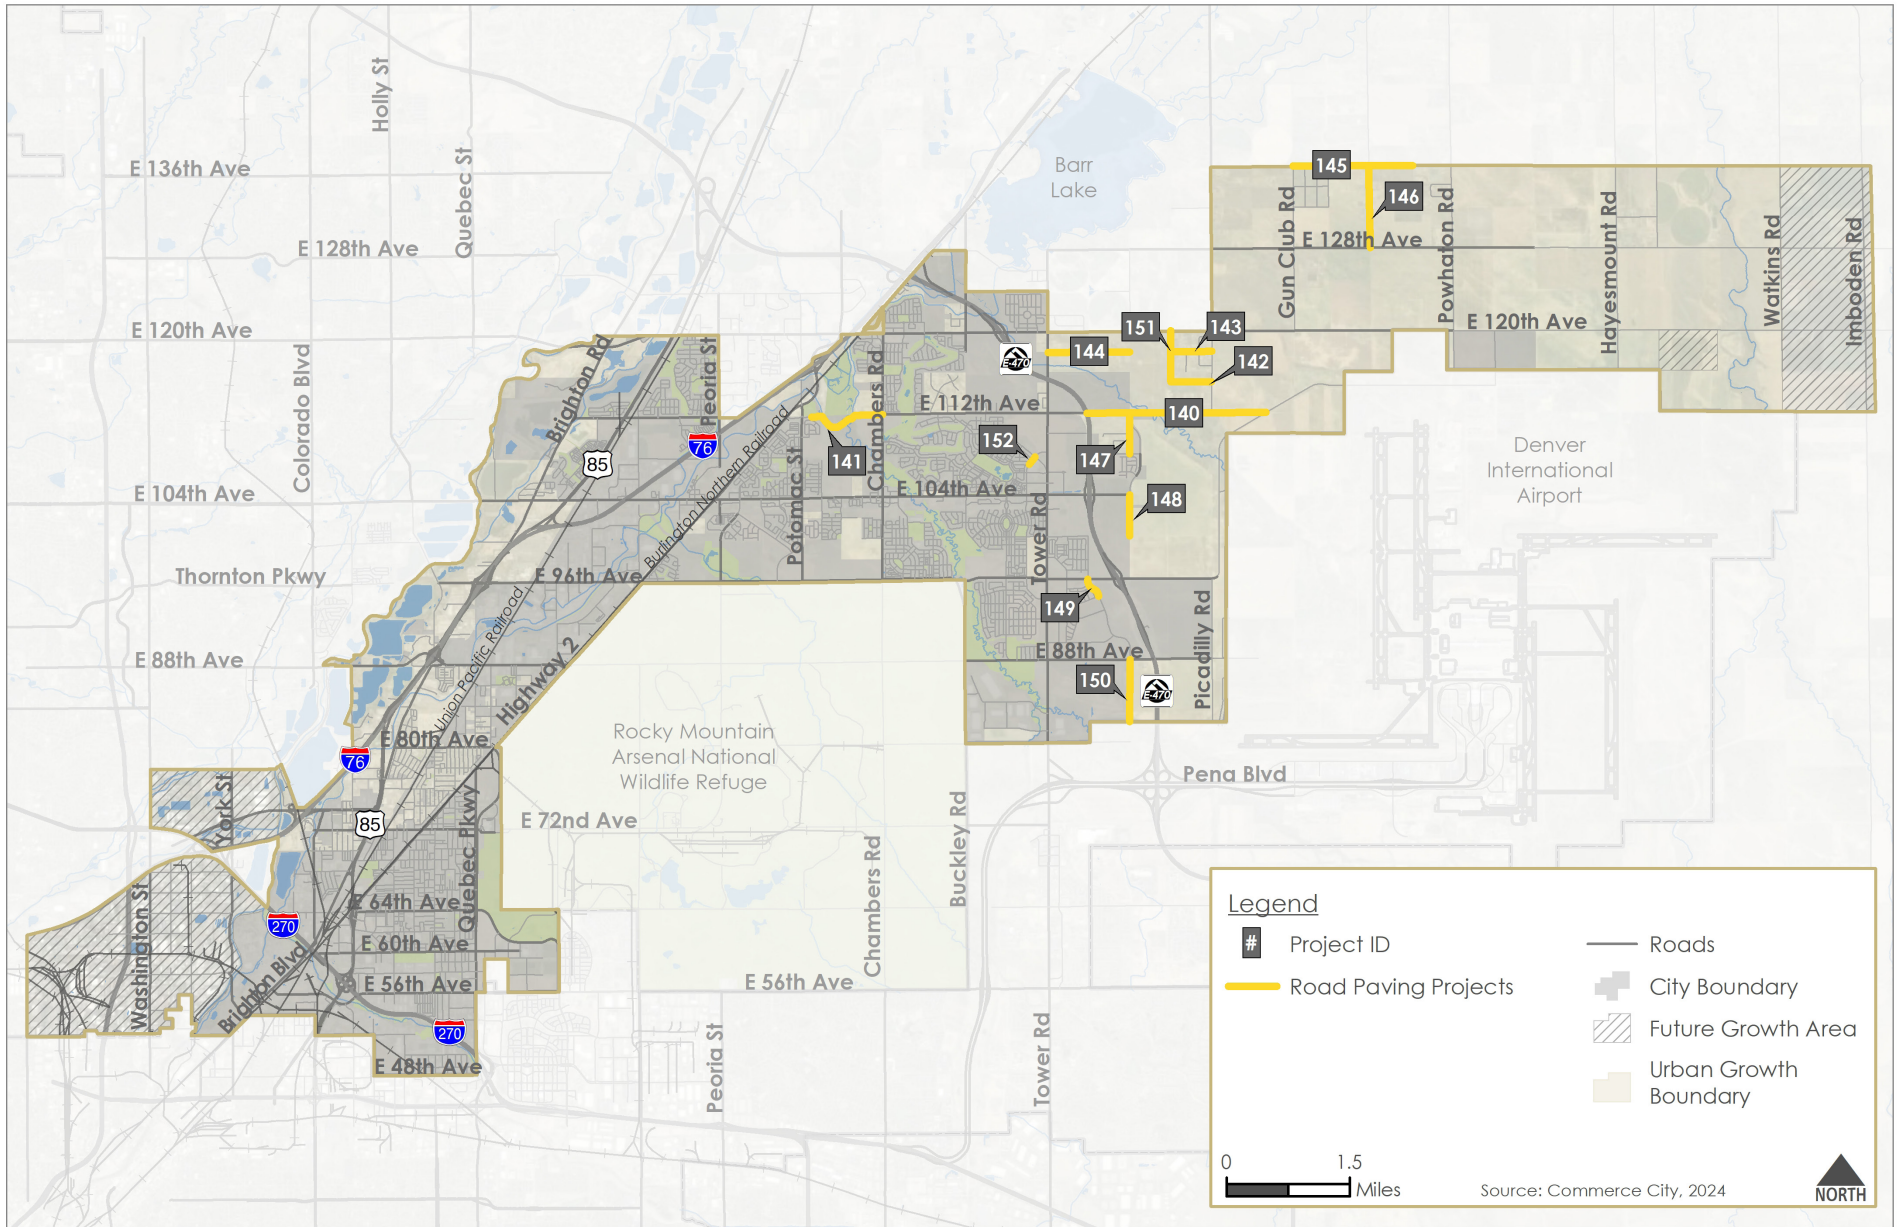 Holly St
E 136th Ave
Quebec St
E 128th Ave
Barr
Lake
145
146
Gun Club Rd
E 128th Ave
Powhaton Rd
Hayesmount Rd
Watkins Rd
Imboden Rd
E 120th Ave
Colorado Blvd
Brighton Rd
Peoria St
E-470
144
151
143
142
E 120th Ave
Chambers Rd
E 112th Ave
140
85
76
141
152
147
Denver
International
Airport
E 104th Ave
Potomac St
Burlington Northern Railroad
E 104th Ave
Tower Rd
148
Thornton Pkwy
E 96th Ave
Union Pacific Railroad
149
Picadilly Rd
E 88th Ave
Highway 2
E 88th Ave
150
E-470
E 80th Ave
76
Rocky Mountain
Arsenal National
Wildlife Refuge
Pena Blvd
York St
85
Quebec Pkwy
E 72nd Ave
Chambers Rd
Buckley Rd
Washington St
E 64th Ave
270
Brighton Blvd
E 60th Ave
E 56th Ave
E 56th Ave
270
E 48th Ave
Peoria St
Tower Rd
Legend
# Project ID
Road Paving Projects
Roads
City Boundary
Future Growth Area
Urban Growth
Boundary
0 1.5
Miles
Source: Commerce City, 2024
NORTH